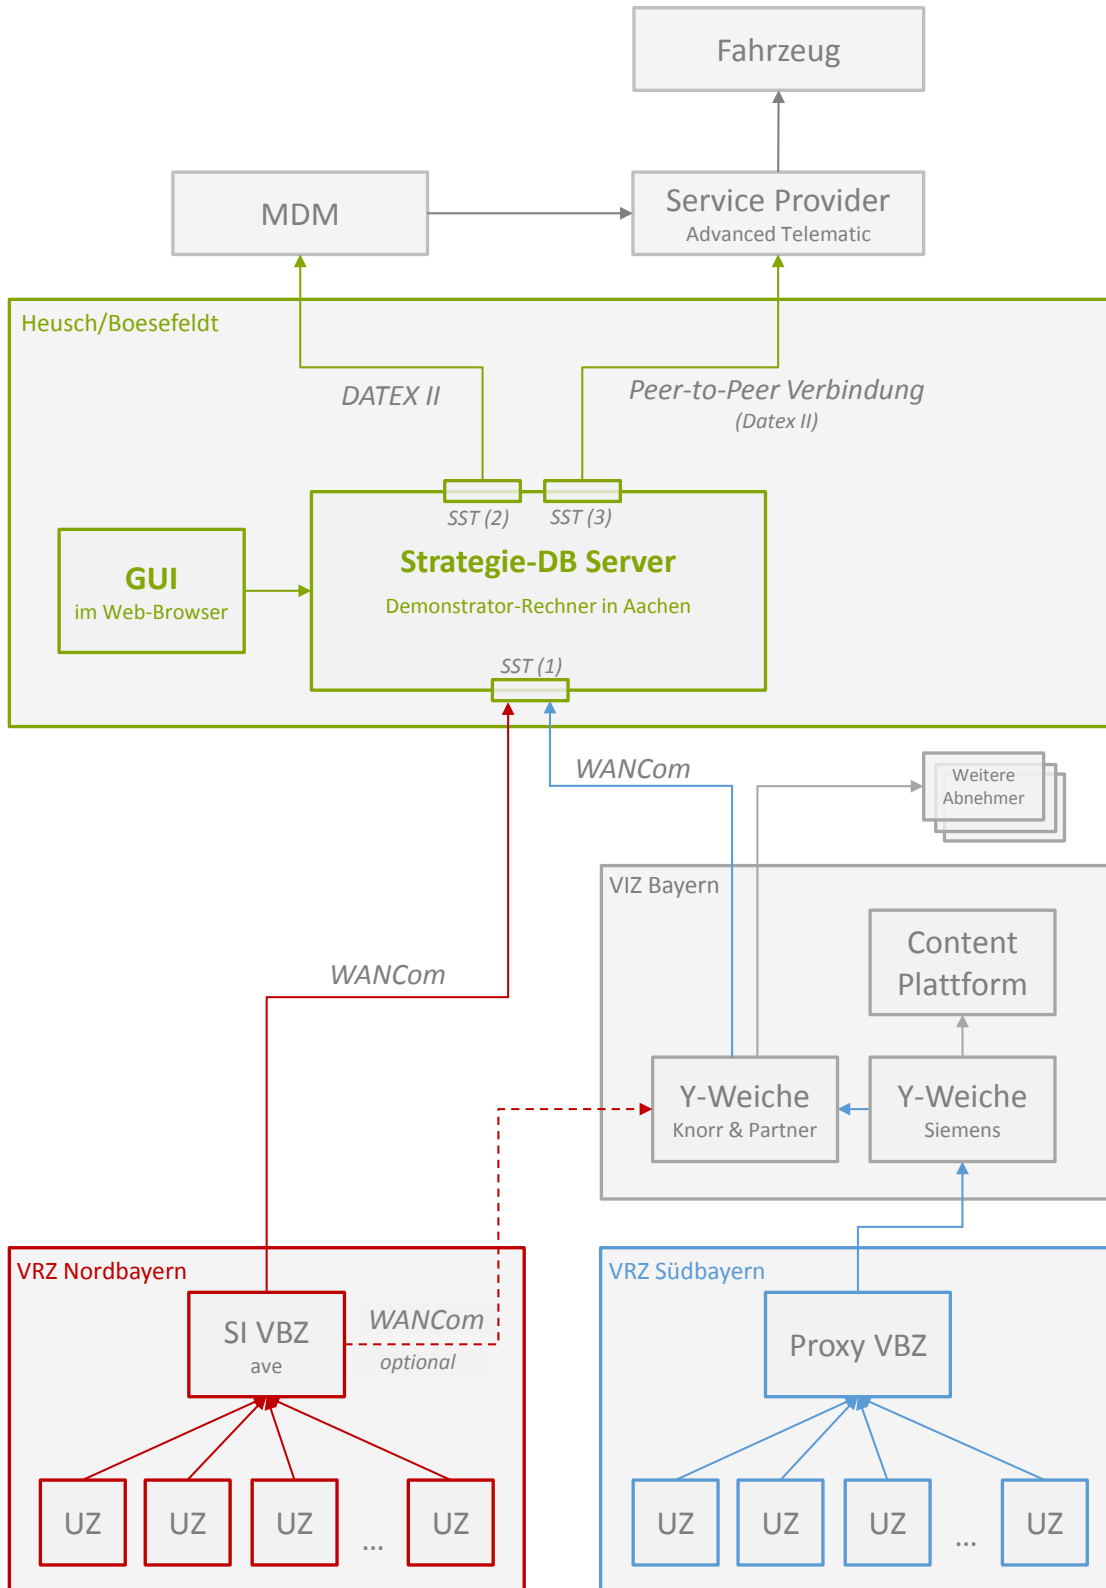 Fahrzeug
MDM
Service Provider
Advanced Telematic
Heusch/Boesefeldt
DATEX II
Peer-to-Peer Verbindung
(Datex II)
SST (2)
SST (3)
GUI
im Web-Browser
Strategie-DB Server
Demonstrator-Rechner in Aachen
SST (1)
WANCom
Weitere
Abnehmer
VIZ Bayern
Content
Plattform
WANCom
Y-Weiche
Knorr & Partner
Y-Weiche
Siemens
VRZ Nordbayern
SI VBZ
ave
WANCom
optional
UZ
UZ
UZ
...
UZ
VRZ Südbayern
Proxy VBZ
UZ
UZ
UZ
...
UZ